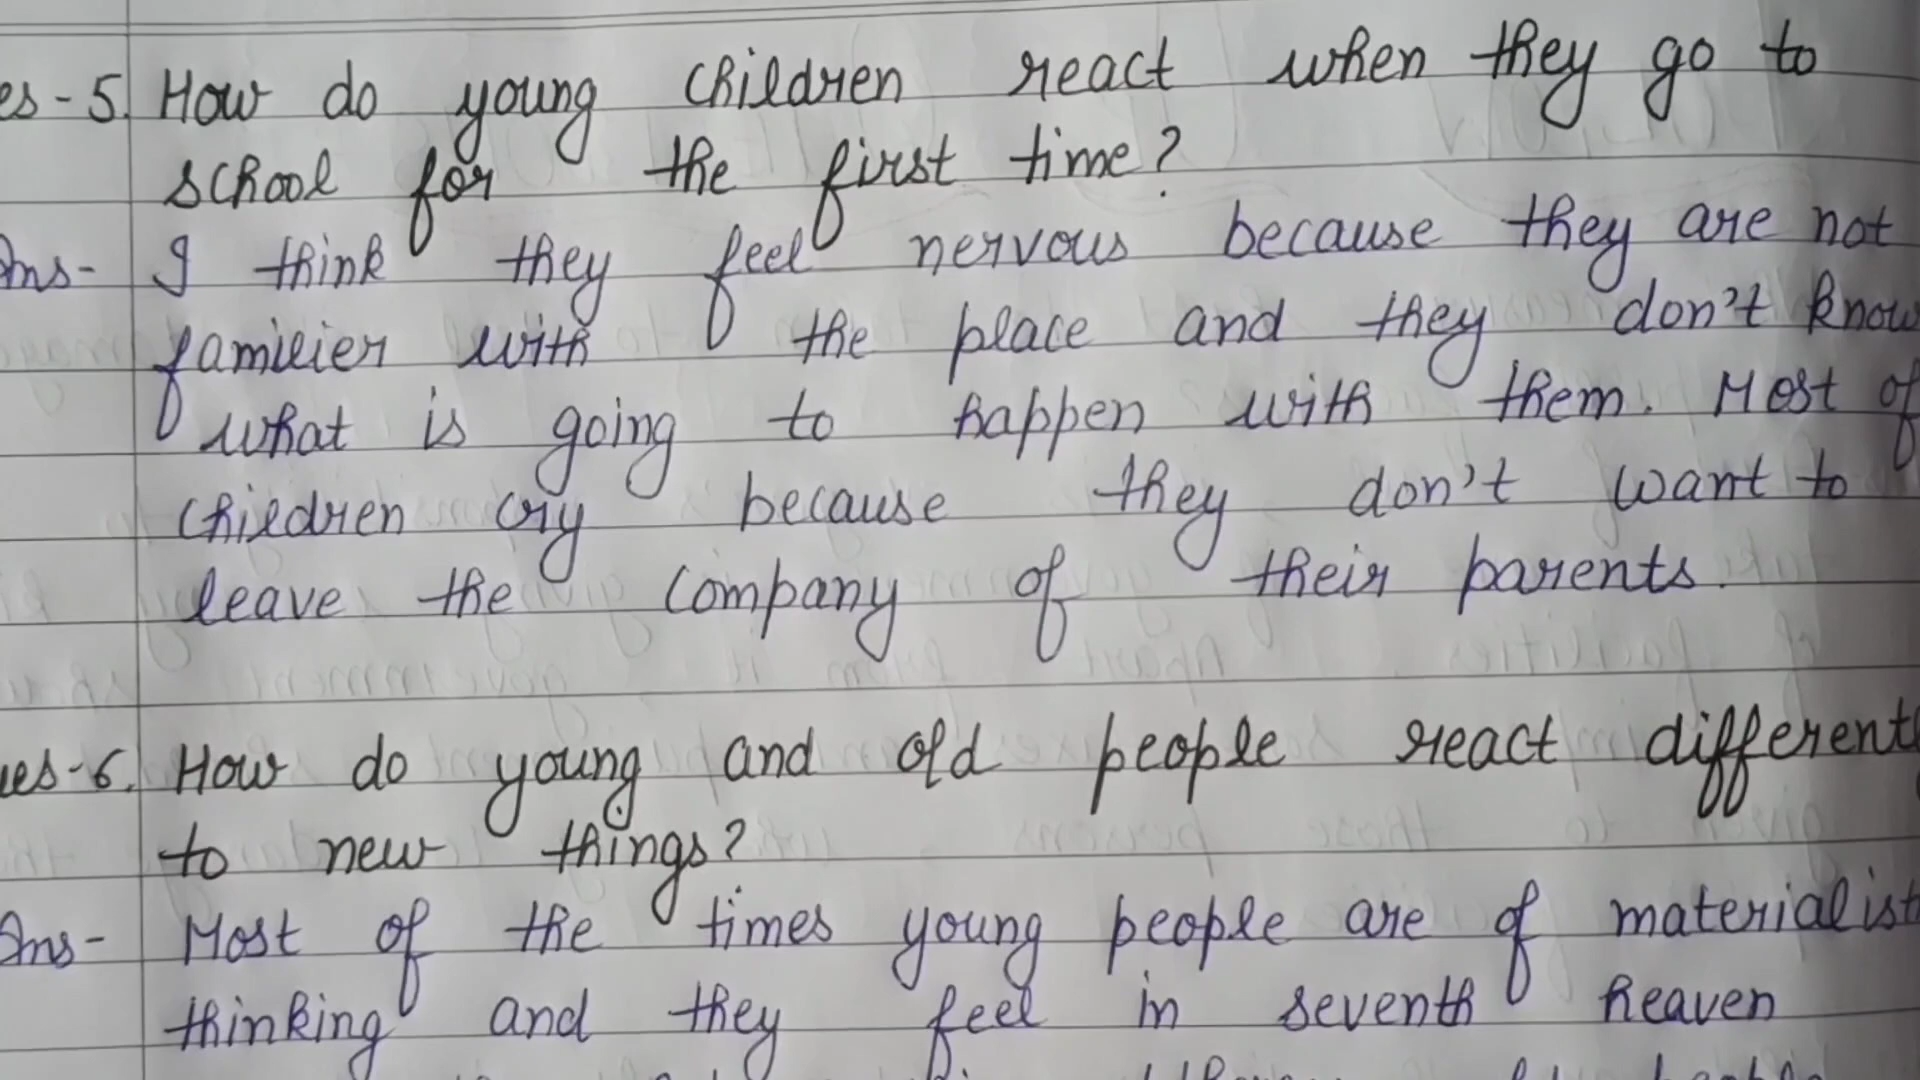 es-5. How do young children react when they go to
school for the first time?
Ans- I think they feel nervous because they are not
familier with the place and they don't know
what is going to happen with them. Most of
children cry because they don't want to
leave the company of their parents.
ues-6. How do young and old people react different
to new things?
Ans- Most of the times young people are of materialist
thinking and they feel in seventh heaven